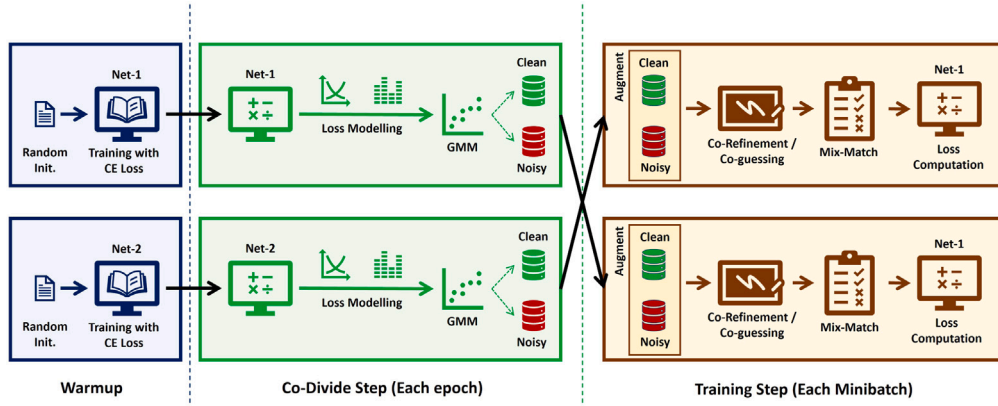 Net-1
Random
Init.
Training with
CE Loss
Net-1
Loss Modelling
GMM
Clean
Noisy
Augment
Clean
Noisy
Co-Refinement /
Co-guessing
Mix-Match
Net-1
Loss
Computation
Net-2
Random
Init.
Training with
CE Loss
Net-2
Loss Modelling
GMM
Clean
Noisy
Augment
Clean
Noisy
Co-Refinement /
Co-guessing
Mix-Match
Net-1
Loss
Computation
Warmup
Co-Divide Step (Each epoch)
Training Step (Each Minibatch)